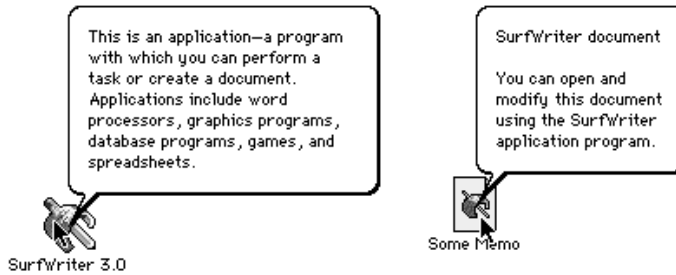 This is an application—a program
with which you can perform a
task or create a document.
Applications include word
processors, graphics programs,
database programs, games, and
spreadsheets.
SurfWriter 3.0
SurfWriter document
You can open and
modify this document
using the SurfWriter
application program.
Some Memo